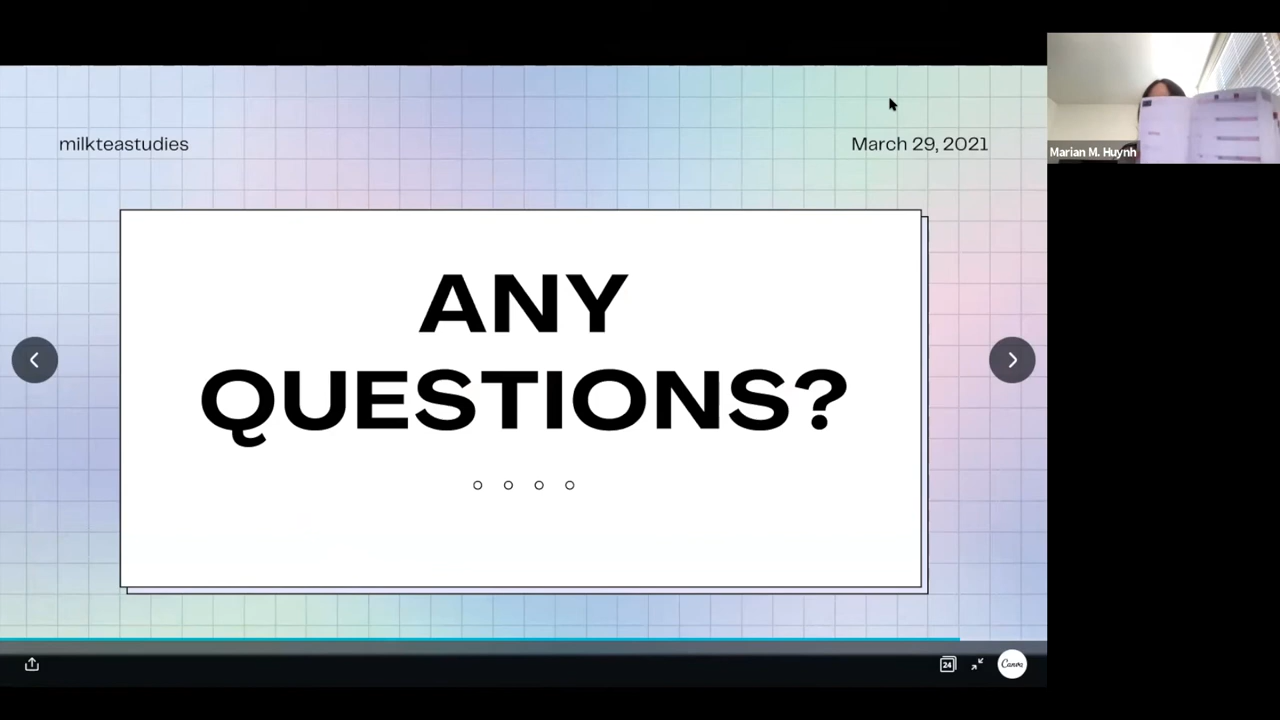 milkteastudies
March 29, 2021
Marian M. Huynh
ANY
QUESTIONS?
24
Canva